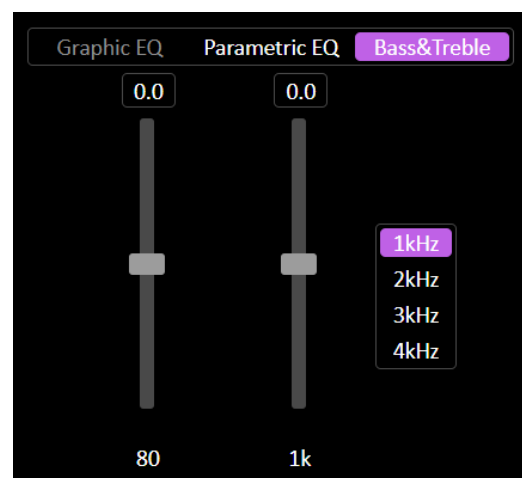 Graphic EQ Parametric EQ Bass&Treble
0.0 0.0
1kHz
2kHz
3kHz
4kHz
80 1k